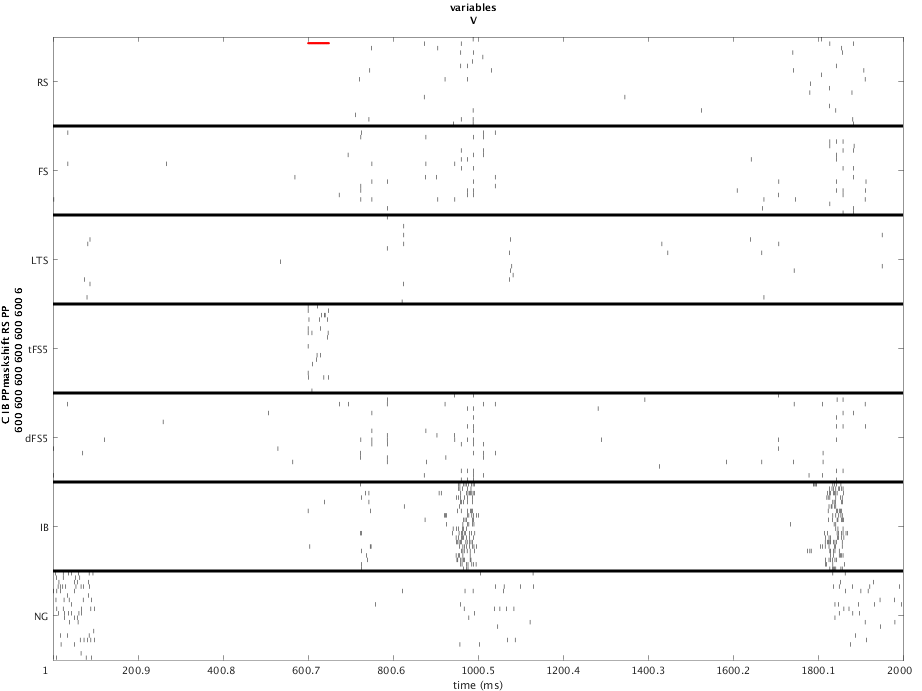 variables
V
RS
FS
LTS
tFS5
dFS5
IB
NG
C IB PPmaskshift RS PP
600 600 600 600 600 600 6
1 200.9 400.8 600.7 800.6 1000.5 1200.4 1400.3 1600.2 1800.1 2000
time (ms)